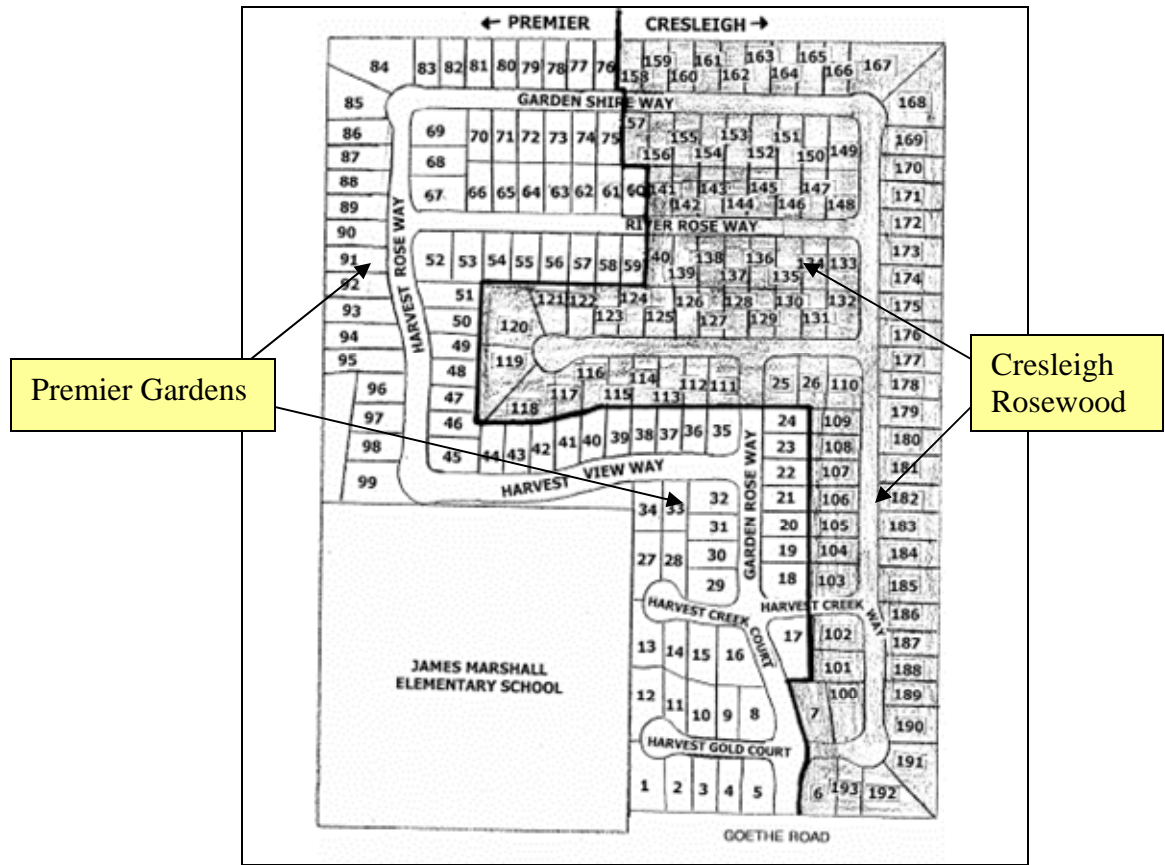 ← PREMIER CRESLEIGH →
84 83 82 81 80 79 78 77 76 158 159 160 161 162 163 164 165 166 167
GARDEN SHIRE WAY
85 168
86 69 70 71 72 73 74 75 57 155 153 151 169
87 68 156 154 152 150 149 170
88 67 66 65 64 63 62 61 60 141 143 145 147 171
89 142 144 146 148
90 RIVER ROSE WAY 172
HARVEST ROSE WAY
91 52 53 54 55 56 57 58 59 40 138 136 134 133 173
92 139 137 135 174
93 51 121 122 124 126 128 130 132 175
94 50 120 123 125 127 129 131 176
95 49 119 177
96 48 116 114 112 111 25 26 110 178
97 47 118 117 115 113 179
98 46 24 109 180
99 45 44 43 42 41 40 39 38 37 36 35 23 108 181
HARVEST VIEW WAY
GARDEN ROSE WAY
22 107 182
34 33 32 21 106 183
31 20 105 184
27 28 30 19 104 185
29 18 103 186
HARVEST CREEK COURT
HARVEST CREEK WAY
13 14 15 16 17 102 187
101 188
12 11 10 9 8 7 100 189
190
HARVEST GOLD COURT 191
1 2 3 4 5 6 193 192
JAMES MARSHALL
ELEMENTARY SCHOOL
GOETHE ROAD
Premier Gardens
Cresleigh
Rosewood